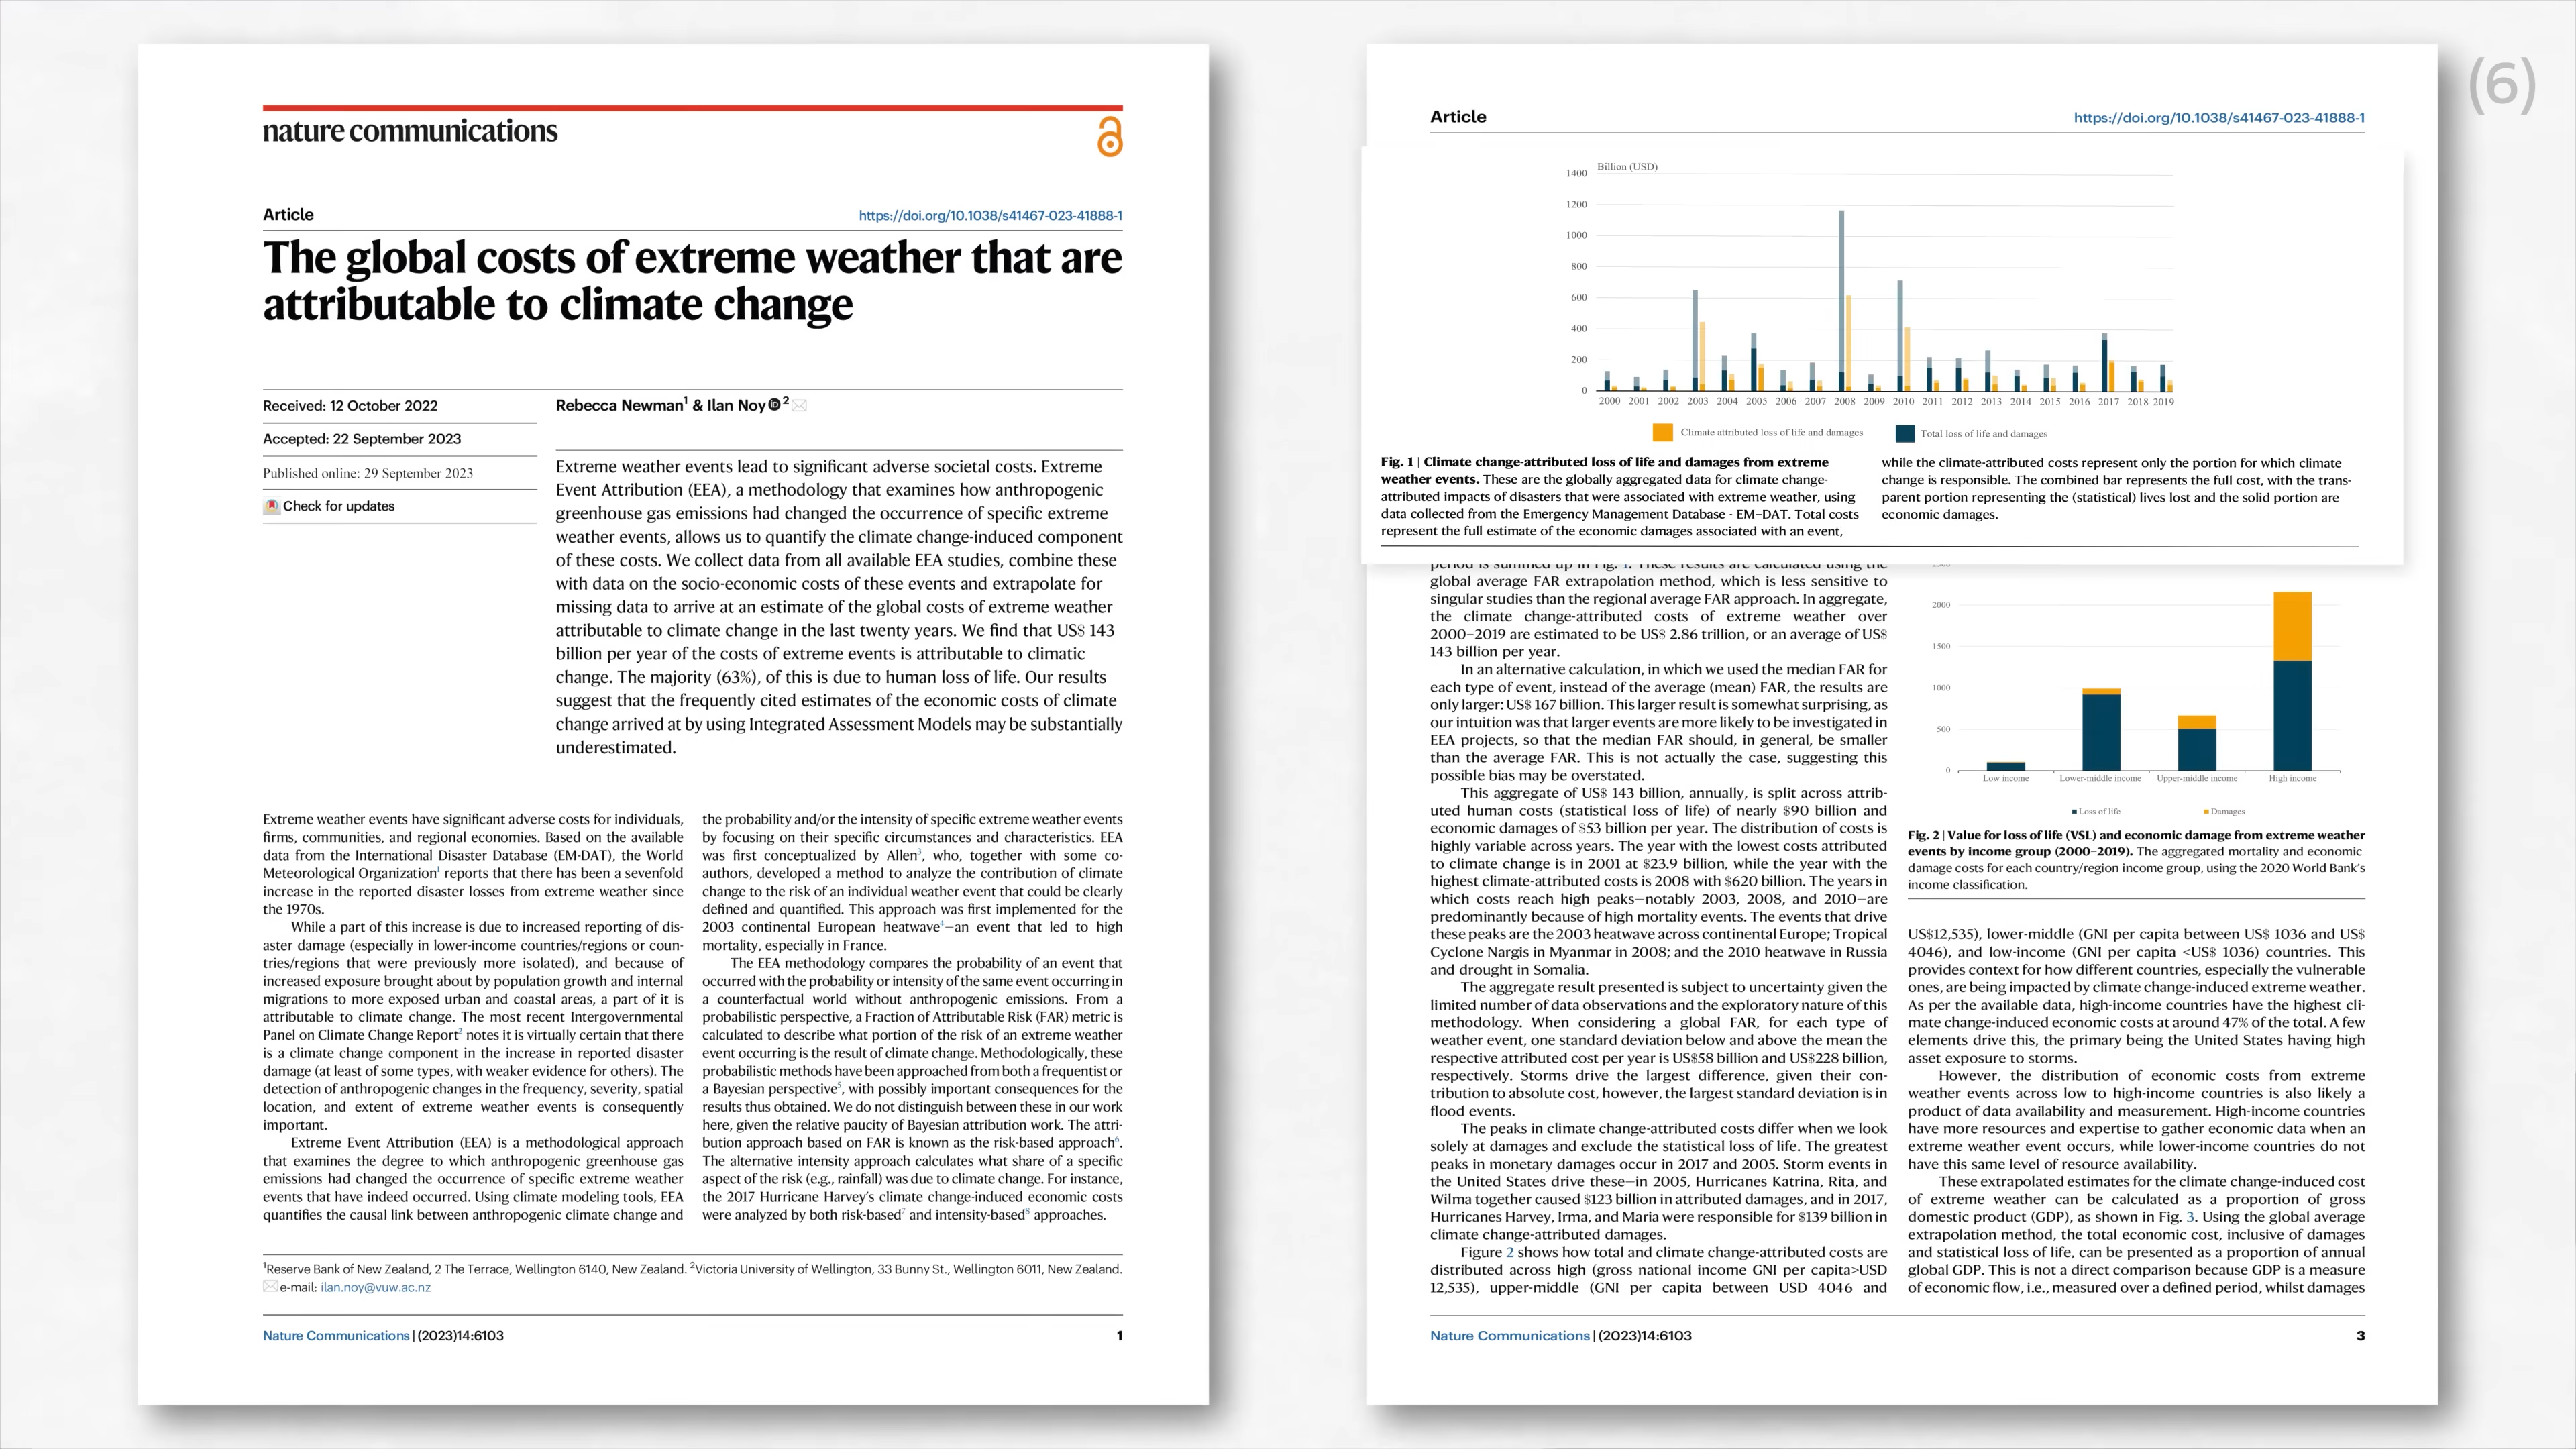 (6)
nature communications
Article
https://doi.org/10.1038/s41467-023-41888-1
The global costs of extreme weather that are
attributable to climate change
Received: 12 October 2022
Accepted: 22 September 2023
Published online: 29 September 2023
Check for updates
Rebecca Newman1 & Ilan Noy 2
Extreme weather events lead to significant adverse societal costs. Extreme
Event Attribution (EEA), a methodology that examines how anthropogenic
greenhouse gas emissions had changed the occurrence of specific extreme
weather events, allows us to quantify the climate change-induced component
of these costs. We collect data from all available EEA studies, combine these
with data on the socio-economic costs of these events and extrapolate for
missing data to arrive at an estimate of the global costs of extreme weather
attributable to climate change in the last twenty years. We find that US$ 143
billion per year of the costs of extreme events is attributable to climatic
change. The majority (63%), of this is due to human loss of life. Our results
suggest that the frequently cited estimates of the economic costs of climate
change arrived at by using Integrated Assessment Models may be substantially
underestimated.
Extreme weather events have significant adverse costs for individuals,
firms, communities, and regional economies. Based on the available
data from the International Disaster Database (EM-DAT), the World
Meteorological Organization1 reports that there has been a sevenfold
increase in the reported disaster losses from extreme weather since
the 1970s.
While a part of this increase is due to increased reporting of dis-
aster damage (especially in lower-income countries/regions or coun-
tries/regions that were previously more isolated), and because of
increased exposure brought about by population growth and internal
migrations to more exposed urban and coastal areas, a part of it is
attributable to climate change. The most recent Intergovernmental
Panel on Climate Change Report2 notes it is virtually certain that there
is a climate change component in the increase in reported disaster
damage (at least of some types, with weaker evidence for others). The
detection of anthropogenic changes in the frequency, severity, spatial
location, and extent of extreme weather events is consequently
important.
Extreme Event Attribution (EEA) is a methodological approach
that examines the degree to which anthropogenic greenhouse gas
emissions had changed the occurrence of specific extreme weather
events that have indeed occurred. Using climate modeling tools, EEA
quantifies the causal link between anthropogenic climate change and
the probability and/or the intensity of specific extreme weather events
by focusing on their specific circumstances and characteristics. EEA
was first conceptualized by Allen3, who, together with some co-
authors, developed a method to analyze the contribution of climate
change to the risk of an individual weather event that could be clearly
defined and quantified. This approach was first implemented for the
2003 continental European heatwave4—an event that led to high
mortality, especially in France.
The EEA methodology compares the probability of an event that
occurred with the probability or intensity of the same event occurring in
a counterfactual world without anthropogenic emissions. From a
probabilistic perspective, a Fraction of Attributable Risk (FAR) metric is
calculated to describe what portion of the risk of an extreme weather
event occurring is the result of climate change. Methodologically, these
probabilistic methods have been approached from both a frequentist or
a Bayesian perspective5, with possibly important consequences for the
results thus obtained. We do not distinguish between these in our work
here, given the relative paucity of Bayesian attribution work. The attri-
bution approach based on FAR is known as the risk-based approach6.
The alternative intensity approach calculates what share of a specific
aspect of the risk (e.g., rainfall) was due to climate change. For instance,
the 2017 Hurricane Harvey's climate change-induced economic costs
were analyzed by both risk-based7 and intensity-based8 approaches.
1Reserve Bank of New Zealand, 2 The Terrace, Wellington 6140, New Zealand. 2Victoria University of Wellington, 33 Bunny St., Wellington 6011, New Zealand.
e-mail: ilan.noy@vuw.ac.nz
Nature Communications | (2023)14:6103
1
Article
https://doi.org/10.1038/s41467-023-41888-1
Billion (USD)
1400
1200
1000
800
600
400
200
0
2000 2001 2002 2003 2004 2005 2006 2007 2008 2009 2010 2011 2012 2013 2014 2015 2016 2017 2018 2019
Climate attributed loss of life and damages
Total loss of life and damages
Fig. 1 | Climate change-attributed loss of life and damages from extreme
weather events. These are the globally aggregated data for climate change-
attributed impacts of disasters that were associated with extreme weather, using
data collected from the Emergency Management Database - EM–DAT. Total costs
represent the full estimate of the economic damages associated with an event,
while the climate-attributed costs represent only the portion for which climate
change is responsible. The combined bar represents the full cost, with the trans-
parent portion representing the (statistical) lives lost and the solid portion are
economic damages.
period is summed up in Fig. 1. These results are calculated using the
global average FAR extrapolation method, which is less sensitive to
singular studies than the regional average FAR approach. In aggregate,
the climate change-attributed costs of extreme weather over
2000–2019 are estimated to be US$ 2.86 trillion, or an average of US$
143 billion per year.
In an alternative calculation, in which we used the median FAR for
each type of event, instead of the average (mean) FAR, the results are
only larger: US$ 167 billion. This larger result is somewhat surprising, as
our intuition was that larger events are more likely to be investigated in
EEA projects, so that the median FAR should, in general, be smaller
than the average FAR. This is not actually the case, suggesting this
possible bias may be overstated.
This aggregate of US$ 143 billion, annually, is split across attrib-
uted human costs (statistical loss of life) of nearly $90 billion and
economic damages of $53 billion per year. The distribution of costs is
highly variable across years. The year with the lowest costs attributed
to climate change is in 2001 at $23.9 billion, while the year with the
highest climate-attributed costs is 2008 with $620 billion. The years in
which costs reach high peaks—notably 2003, 2008, and 2010—are
predominantly because of high mortality events. The events that drive
these peaks are the 2003 heatwave across continental Europe; Tropical
Cyclone Nargis in Myanmar in 2008; and the 2010 heatwave in Russia
and drought in Somalia.
The aggregate result presented is subject to uncertainty given the
limited number of data observations and the exploratory nature of this
methodology. When considering a global FAR, for each type of
weather event, one standard deviation below and above the mean the
respective attributed cost per year is US$58 billion and US$228 billion,
respectively. Storms drive the largest difference, given their con-
tribution to absolute cost, however, the largest standard deviation is in
flood events.
The peaks in climate change-attributed costs differ when we look
solely at damages and exclude the statistical loss of life. The greatest
peaks in monetary damages occur in 2017 and 2005. Storm events in
the United States drive these—in 2005, Hurricanes Katrina, Rita, and
Wilma together caused $123 billion in attributed damages, and in 2017,
Hurricanes Harvey, Irma, and Maria were responsible for $139 billion in
climate change-attributed damages.
Figure 2 shows how total and climate change-attributed costs are
distributed across high (gross national income GNI per capita>USD
12,535), upper-middle (GNI per capita between USD 4046 and
2000
1500
1000
500
0
Low income Lower-middle income Upper-middle income High income
Loss of life
Damages
Fig. 2 | Value for loss of life (VSL) and economic damage from extreme weather
events by income group (2000–2019). The aggregated mortality and economic
damage costs for each country/region income group, using the 2020 World Bank's
income classification.
US$12,535), lower-middle (GNI per capita between US$ 1036 and US$
4046), and low-income (GNI per capita <US$ 1036) countries. This
provides context for how different countries, especially the vulnerable
ones, are being impacted by climate change-induced extreme weather.
As per the available data, high-income countries have the highest cli-
mate change-induced economic costs at around 47% of the total. A few
elements drive this, the primary being the United States having high
asset exposure to storms.
However, the distribution of economic costs from extreme
weather events across low to high-income countries is also likely a
product of data availability and measurement. High-income countries
have more resources and expertise to gather economic data when an
extreme weather event occurs, while lower-income countries do not
have this same level of resource availability.
These extrapolated estimates for the climate change-induced cost
of extreme weather can be calculated as a proportion of gross
domestic product (GDP), as shown in Fig. 3. Using the global average
extrapolation method, the total economic cost, inclusive of damages
and statistical loss of life, can be presented as a proportion of annual
global GDP. This is not a direct comparison because GDP is a measure
of economic flow, i.e., measured over a defined period, whilst damages
Nature Communications | (2023)14:6103
3